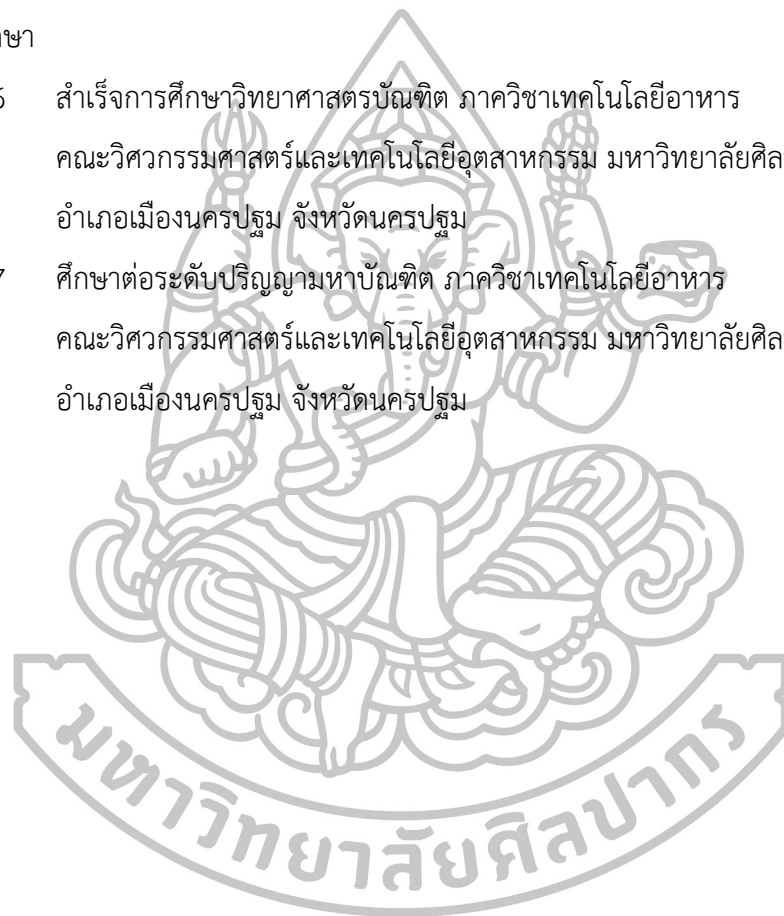 สำเร็จการศึกษาวิทยาศาสตรบัณฑิต ภาควิชาเทคโนโลยีอาหาร
คณะวิศวกรรมศาสตร์และเทคโนโลยีอุตสาหกรรม มหาวิทยาลัยศิล
อำเภอเมืองนครปฐม จังหวัดนครปฐม
7 ศึกษาต่อระดับปริญญามหาบัณฑิต ภาควิชาเทคโนโลยีอาหาร
คณะวิศวกรรมศาสตร์และเทคโนโลยีอุตสาหกรรม มหาวิทยาลัยศิล
อำเภอเมืองนครปฐม จังหวัดนครปฐม
มหาวิทยาลัยศิลปากร